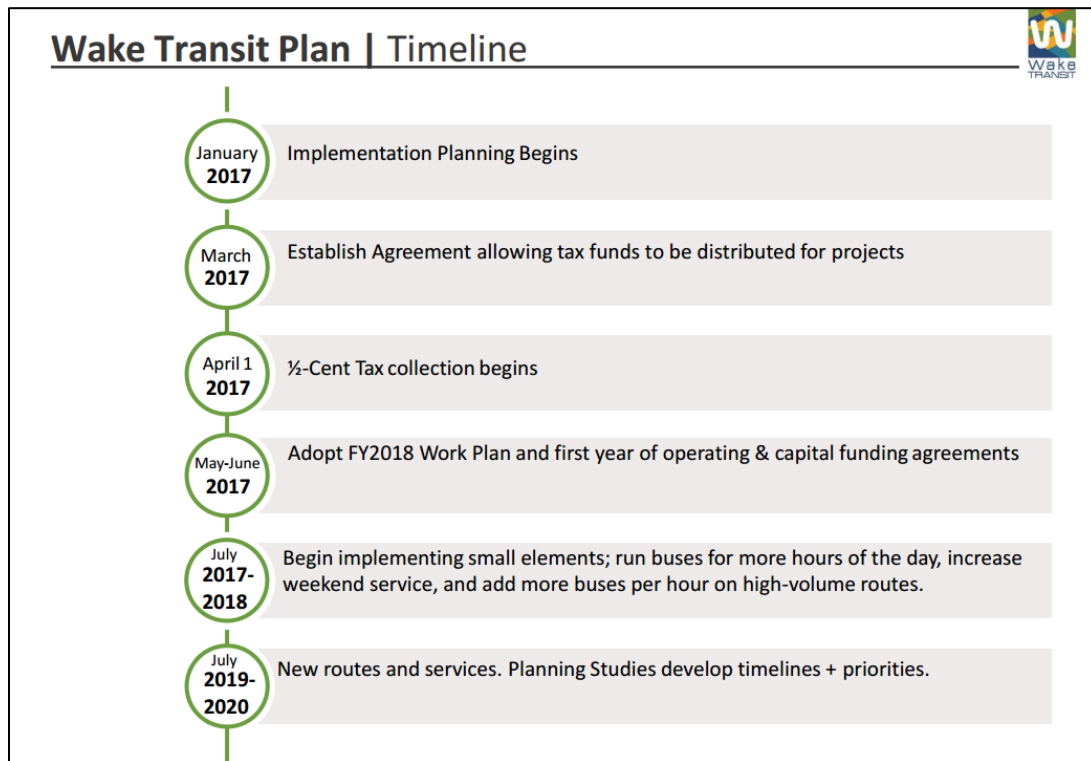 Wake Transit Plan | Timeline
Wake
TRANSIT
January
2017
Implementation Planning Begins
March
2017
Establish Agreement allowing tax funds to be distributed for projects
April 1
2017
½-Cent Tax collection begins
May-June
2017
Adopt FY2018 Work Plan and first year of operating & capital funding agreements
July
2017-
2018
Begin implementing small elements; run buses for more hours of the day, increase
weekend service, and add more buses per hour on high-volume routes.
July
2019-
2020
New routes and services. Planning Studies develop timelines + priorities.